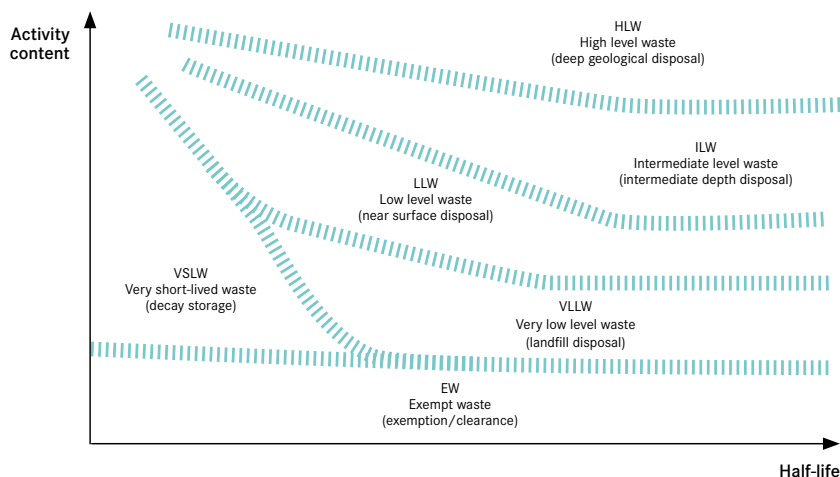 Activity
content
HLW
High level waste
(deep geological disposal)
ILW
Intermediate level waste
(intermediate depth disposal)
LLW
Low level waste
(near surface disposal)
VSLW
Very short-lived waste
(decay storage)
VLLW
Very low level waste
(landfill disposal)
EW
Exempt waste
(exemption/clearance)
Half-life